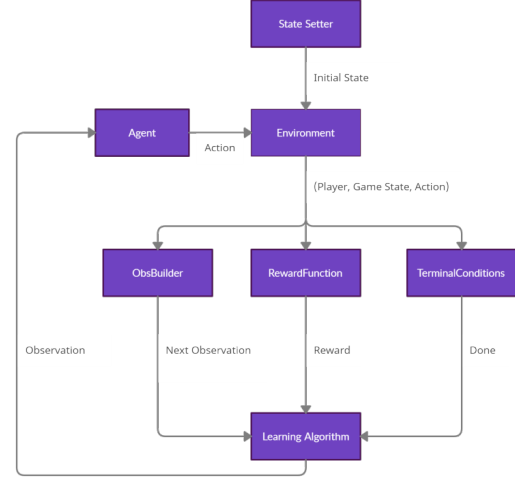 State Setter
Initial State
Agent
Action
Environment
(Player, Game State, Action)
ObsBuilder
RewardFunction
TerminalConditions
Observation
Next Observation
Reward
Done
Learning Algorithm